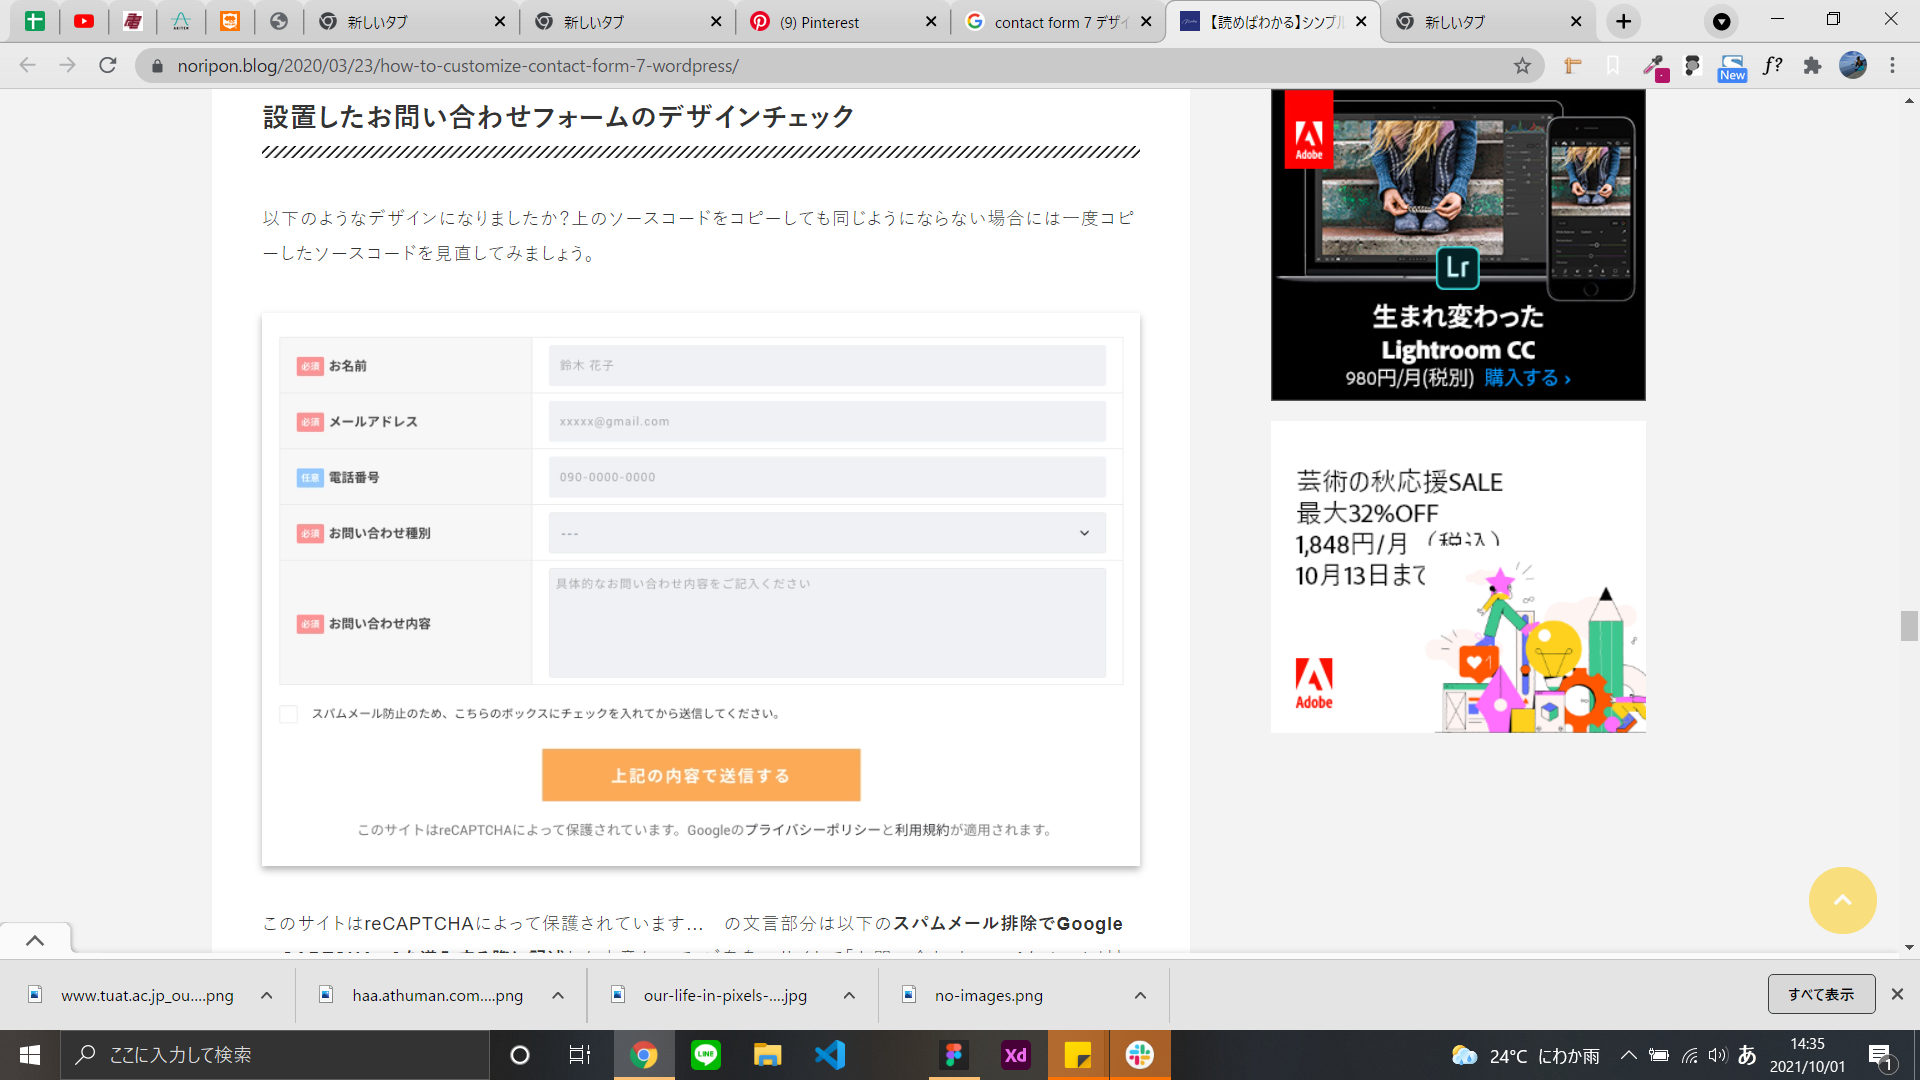 新しいタブ
新しいタブ
(9) Pinterest
contact form 7 デザイ
【読めばわかる】シンプル
新しいタブ
noripon.blog/2020/03/23/how-to-customize-contact-form-7-wordpress/
New
f?
設置したお問い合わせフォームのデザインチェック
以下のようなデザインになりましたか？上のソースコードをコピーしても同じようにならない場合には一度コピ
ーしたソースコードを見直してみましょう。
必須 お名前
鈴木 花子
必須 メールアドレス
xxxxx@gmail.com
任意 電話番号
090-0000-0000
必須 お問い合わせ種別
---
必須 お問い合わせ内容
具体的なお問い合わせ内容をご記入ください
スパムメール防止のため、こちらのボックスにチェックを入れてから送信してください。
上記の内容で送信する
このサイトはreCAPTCHAによって保護されています。Googleのプライバシーポリシーと利用規約が適用されます。
このサイトはreCAPTCHAによって保護されています… の文言部分は以下のスパムメール排除でGoogle
Adobe
Lr
生まれ変わった
Lightroom CC
980円/月(税別) 購入する ›
芸術の秋応援SALE
最大32%OFF
1,848円/月 （税込）
10月13日まで
1
Adobe
www.tuat.ac.jp_ou....png
haa.athuman.com....png
our-life-in-pixels-....jpg
no-images.png
すべて表示
ここに入力して検索
LINE
Xd
24°C にわか雨
あ
14:35
2021/10/01
1